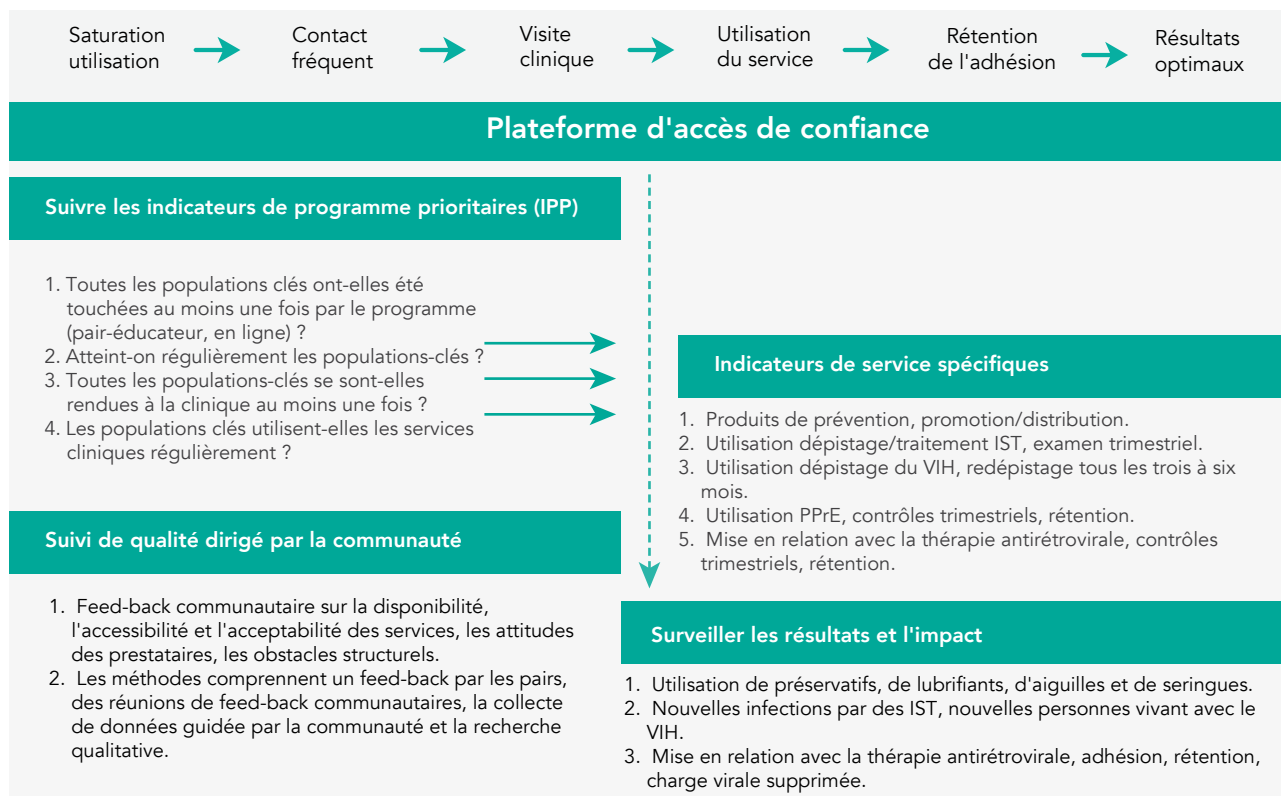 Saturation
utilisation
Contact
fréquent
Visite
clinique
Utilisation
du service
Rétention
de l'adhésion
Résultats
optimaux
Plateforme d'accès de confiance
Suivre les indicateurs de programme prioritaires (IPP)
1. Toutes les populations clés ont-elles été
touchées au moins une fois par le programme
(pair-éducateur, en ligne) ?
2. Atteint-on régulièrement les populations-clés ?
3. Toutes les populations-clés se sont-elles
rendues à la clinique au moins une fois ?
4. Les populations clés utilisent-elles les services
cliniques régulièrement ?
Indicateurs de service spécifiques
1. Produits de prévention, promotion/distribution.
2. Utilisation dépistage/traitement IST, examen trimestriel.
3. Utilisation dépistage du VIH, redépistage tous les trois à six
mois.
4. Utilisation PPrE, contrôles trimestriels, rétention.
5. Mise en relation avec la thérapie antirétrovirale, contrôles
trimestriels, rétention.
Suivi de qualité dirigé par la communauté
1. Feed-back communautaire sur la disponibilité,
l'accessibilité et l'acceptabilité des services, les attitudes
des prestataires, les obstacles structurels.
2. Les méthodes comprennent un feed-back par les pairs,
des réunions de feed-back communautaires, la collecte
de données guidée par la communauté et la recherche
qualitative.
Surveiller les résultats et l'impact
1. Utilisation de préservatifs, de lubrifiants, d'aiguilles et de seringues.
2. Nouvelles infections par des IST, nouvelles personnes vivant avec le
VIH.
3. Mise en relation avec la thérapie antirétrovirale, adhésion, rétention,
charge virale supprimée.